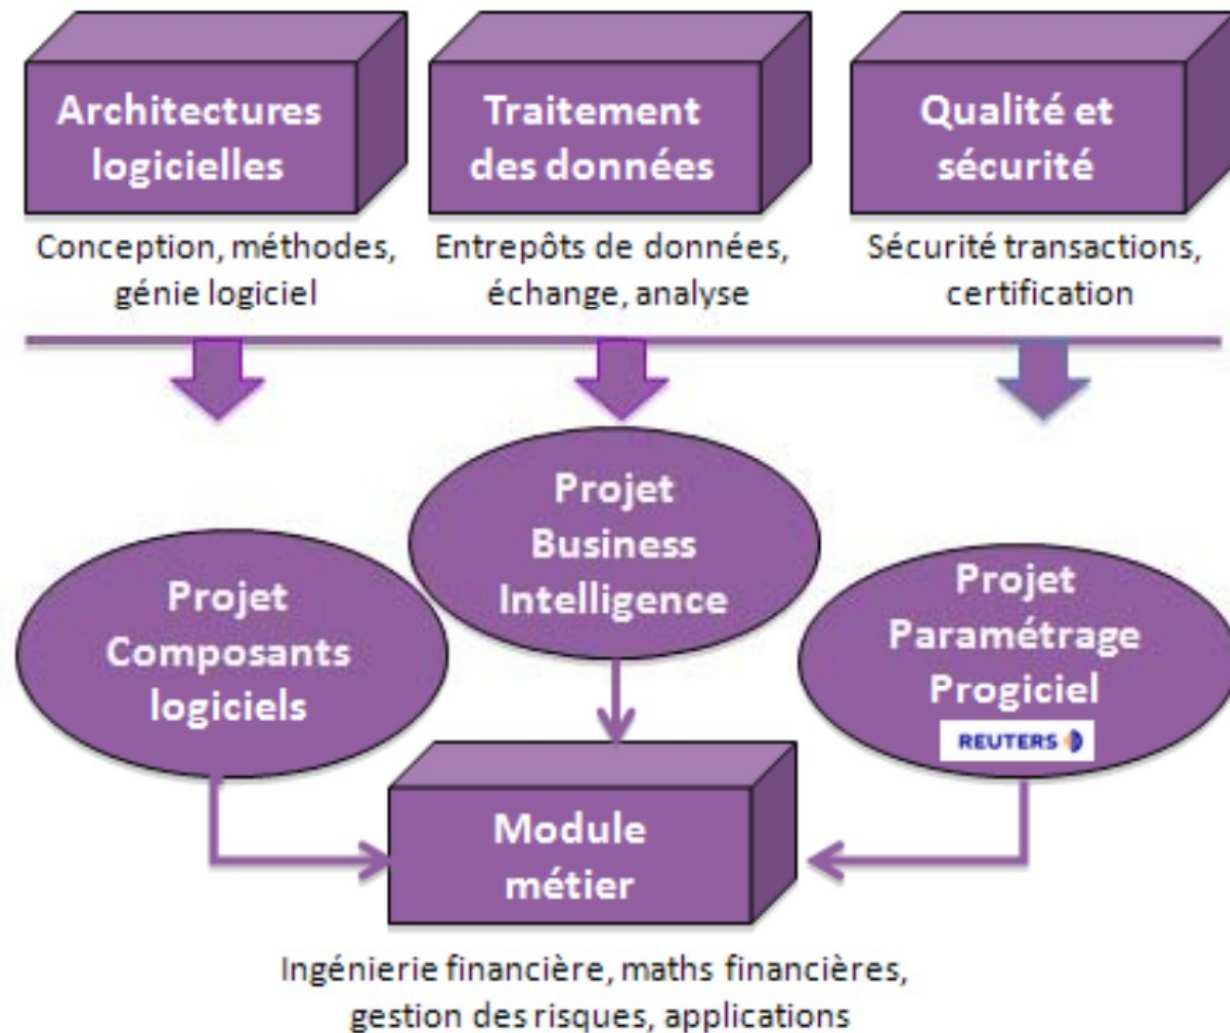 Architectures
logicielles
Traitement
des données
Qualité et
sécurité
Conception, méthodes,
génie logiciel
Entrepôts de données,
échange, analyse
Sécurité transactions,
certification
Projet
Composants
logiciels
Projet
Business
Intelligence
Projet
Paramétrage
Progiciel
REUTERS
Module
métier
Ingénierie financière, maths financières,
gestion des risques, applications